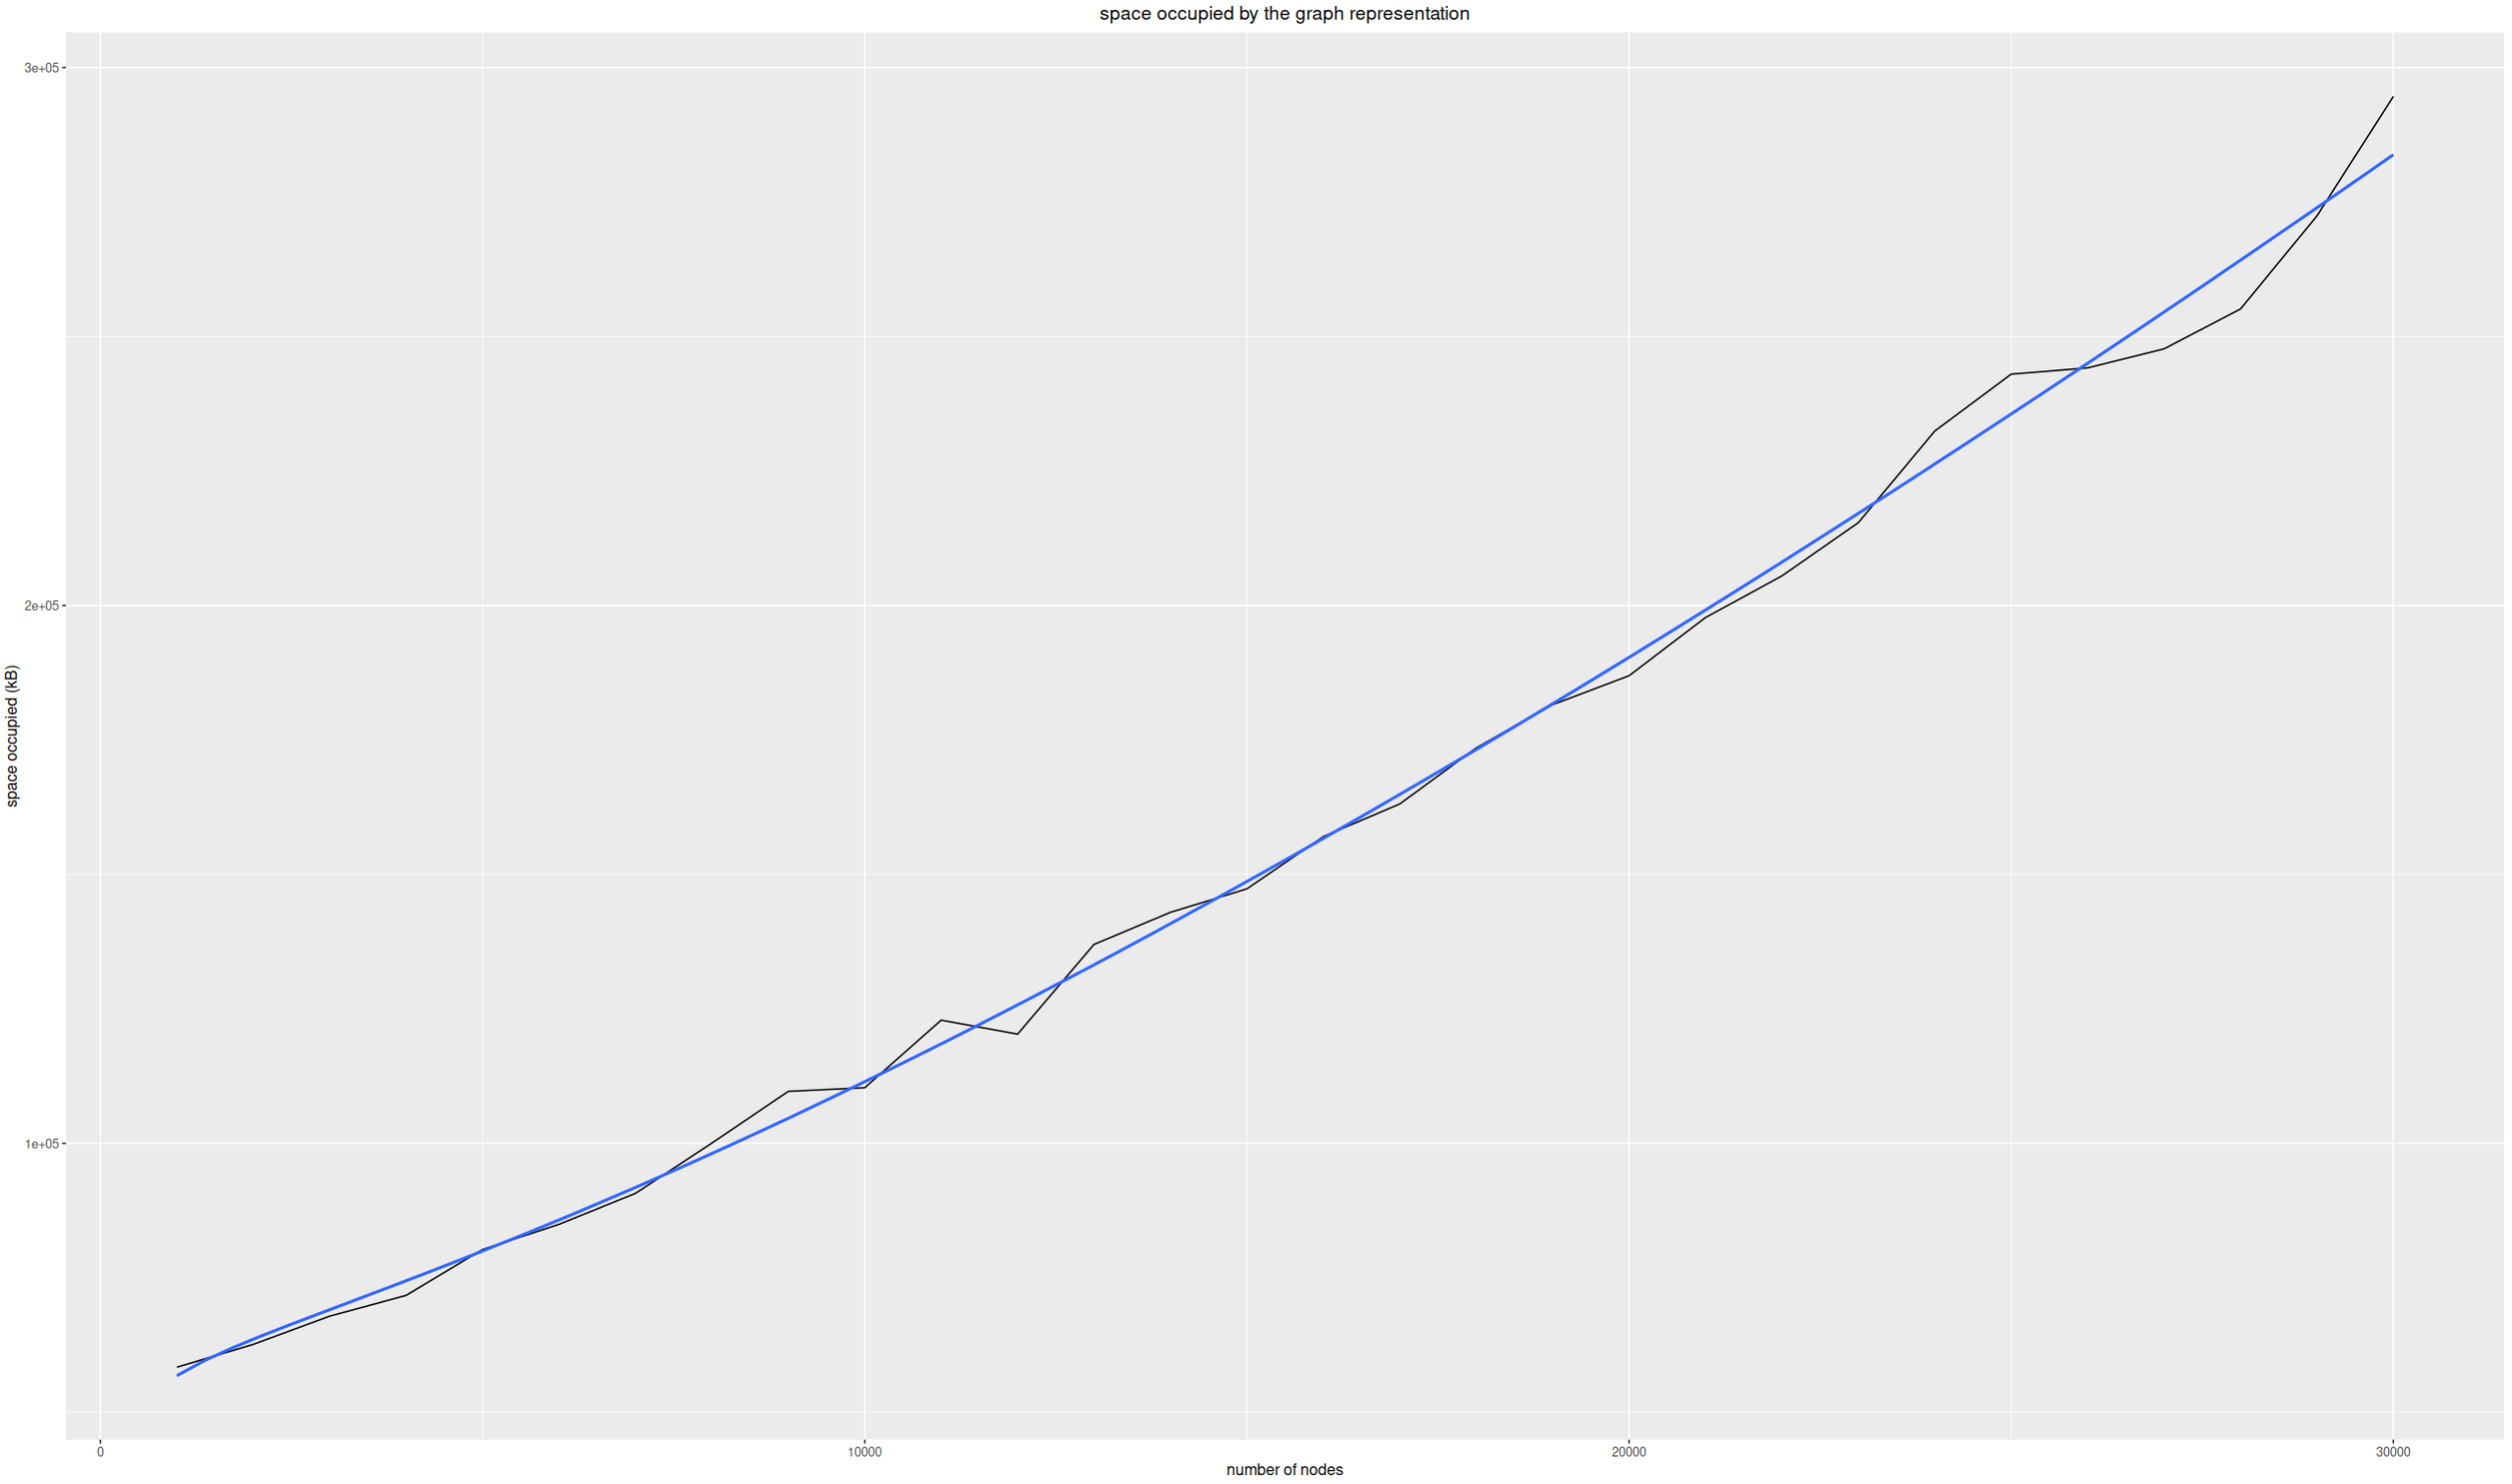 space occupied by the graph representation
3e+05
2e+05
1e+05
space occupied (kB)
0
10000
20000
30000
number of nodes